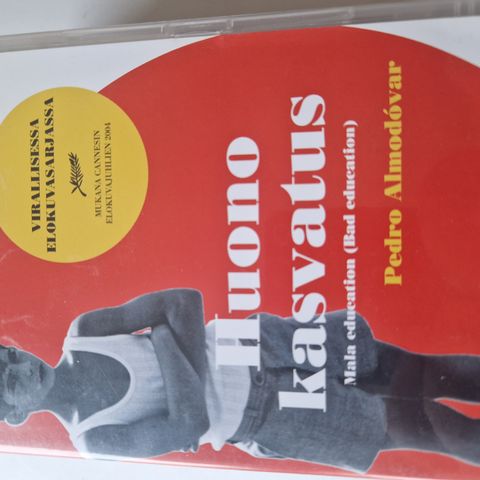 VIRALLISESSA
ELOKUVASARJASSA
MUKANA CANNESIN
ELOKUVAJUHLIEN 2004
Huono
kasvatus
Mala education (Bad education)
Pedro Almodóvar